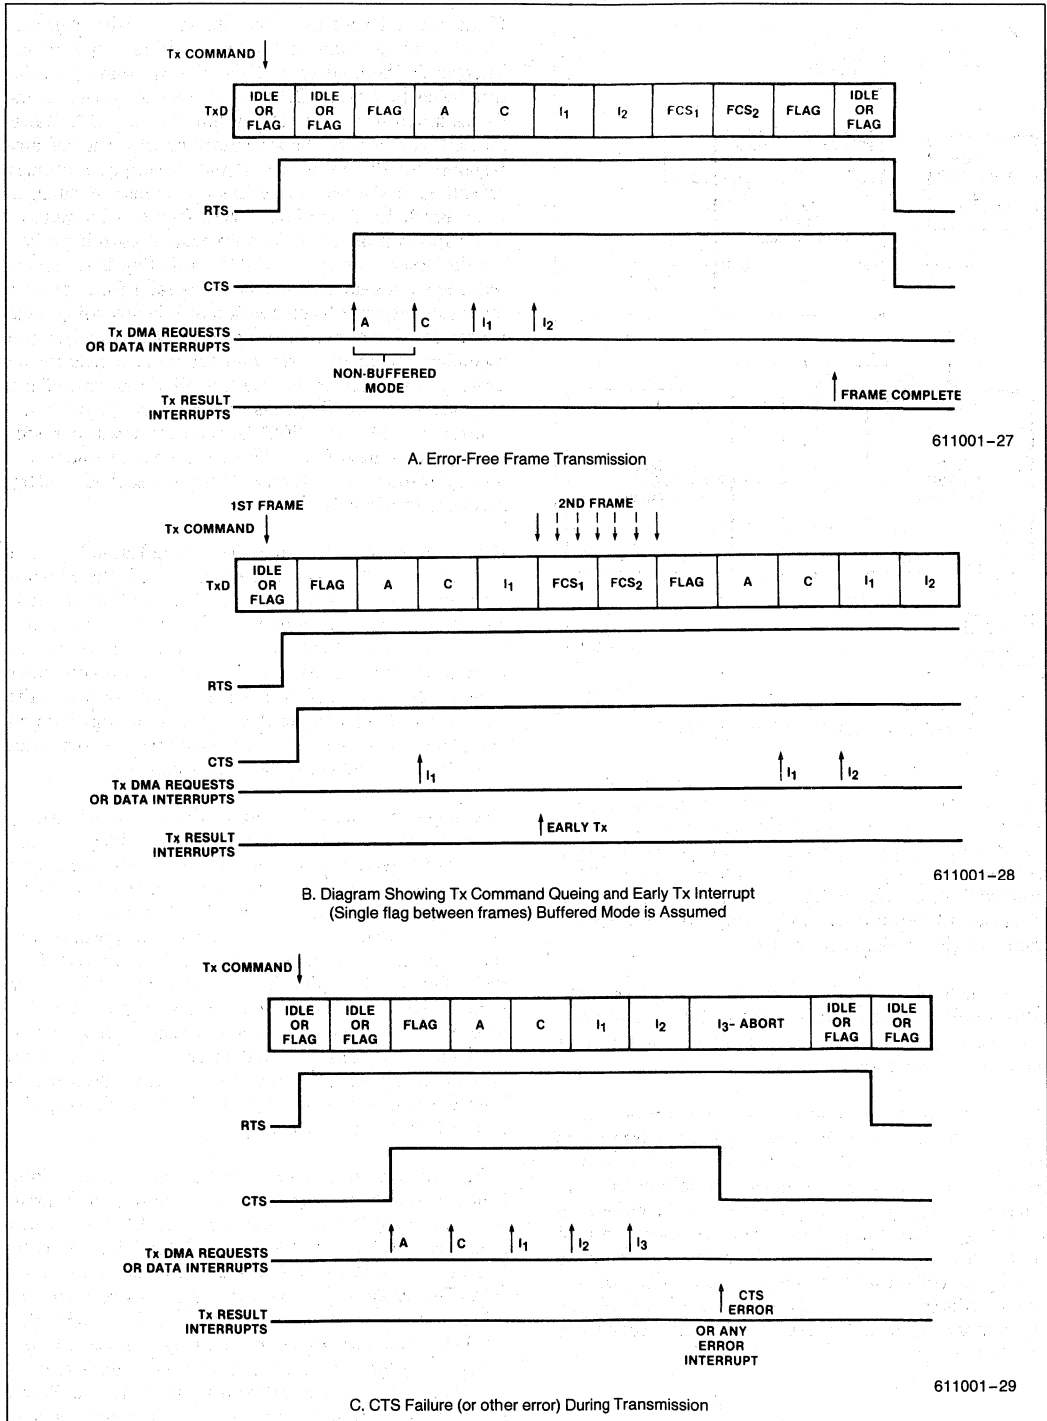 Tx COMMAND
TxD IDLE OR FLAG IDLE OR FLAG FLAG A C I1 I2 FCS1 FCS2 FLAG IDLE OR FLAG
RTS
CTS
A C I1 I2
Tx DMA REQUESTS
OR DATA INTERRUPTS
NON-BUFFERED
MODE
Tx RESULT
INTERRUPTS
FRAME COMPLETE
611001-27
A. Error-Free Frame Transmission
1ST FRAME
2ND FRAME
Tx COMMAND
TxD IDLE OR FLAG FLAG A C I1 FCS1 FCS2 FLAG A C I1 I2
RTS
CTS
I1 I1 I2
Tx DMA REQUESTS
OR DATA INTERRUPTS
EARLY Tx
Tx RESULT
INTERRUPTS
611001-28
B. Diagram Showing Tx Command Queing and Early Tx Interrupt
(Single flag between frames) Buffered Mode is Assumed
Tx COMMAND
IDLE OR FLAG IDLE OR FLAG FLAG A C I1 I2 I3- ABORT IDLE OR FLAG IDLE OR FLAG
RTS
CTS
A C I1 I2 I3
Tx DMA REQUESTS
OR DATA INTERRUPTS
CTS
ERROR
Tx RESULT
INTERRUPTS
OR ANY
ERROR
INTERRUPT
611001-29
C. CTS Failure (or other error) During Transmission